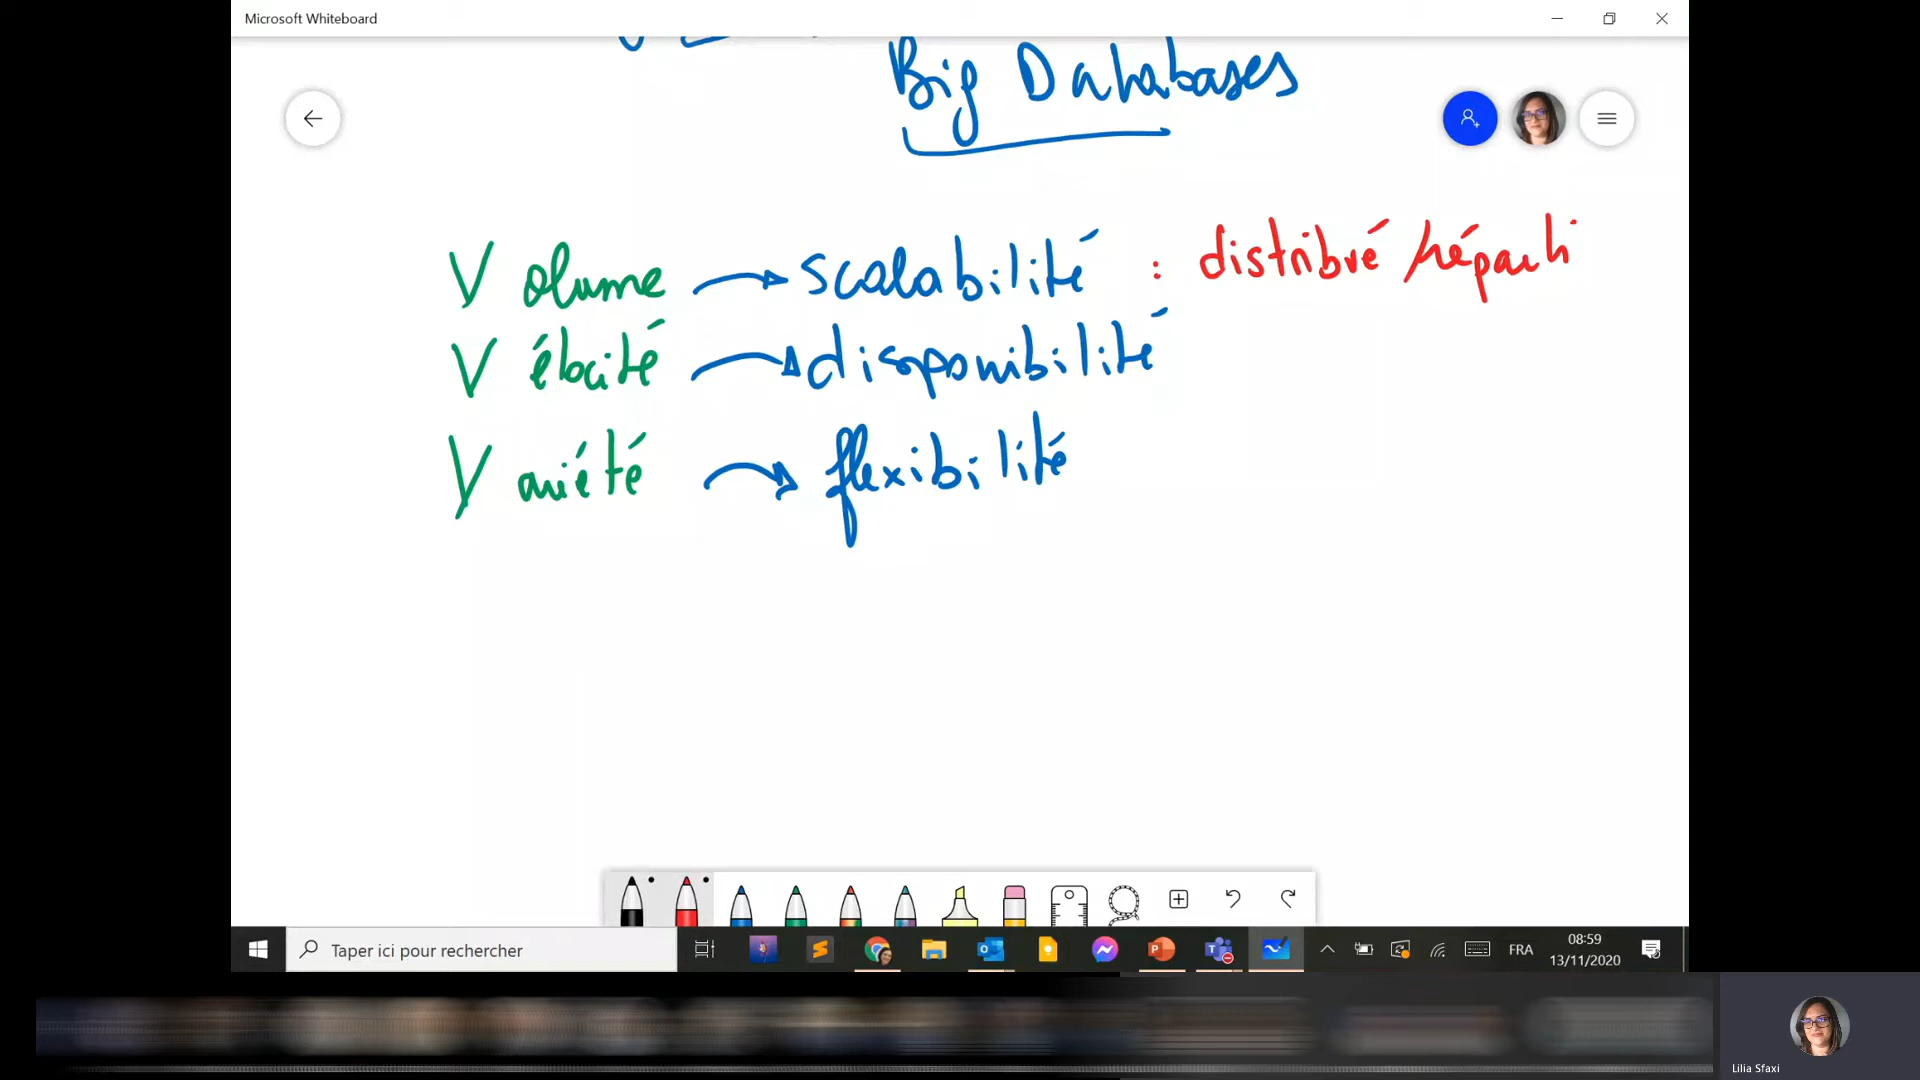 Microsoft Whiteboard
Big Databases
Volume → scalabilité : distribué / réparti
Vélocité → disponibilité
Variété → flexibilité
Taper ici pour rechercher
FRA
08:59
13/11/2020
Lilia Sfaxi